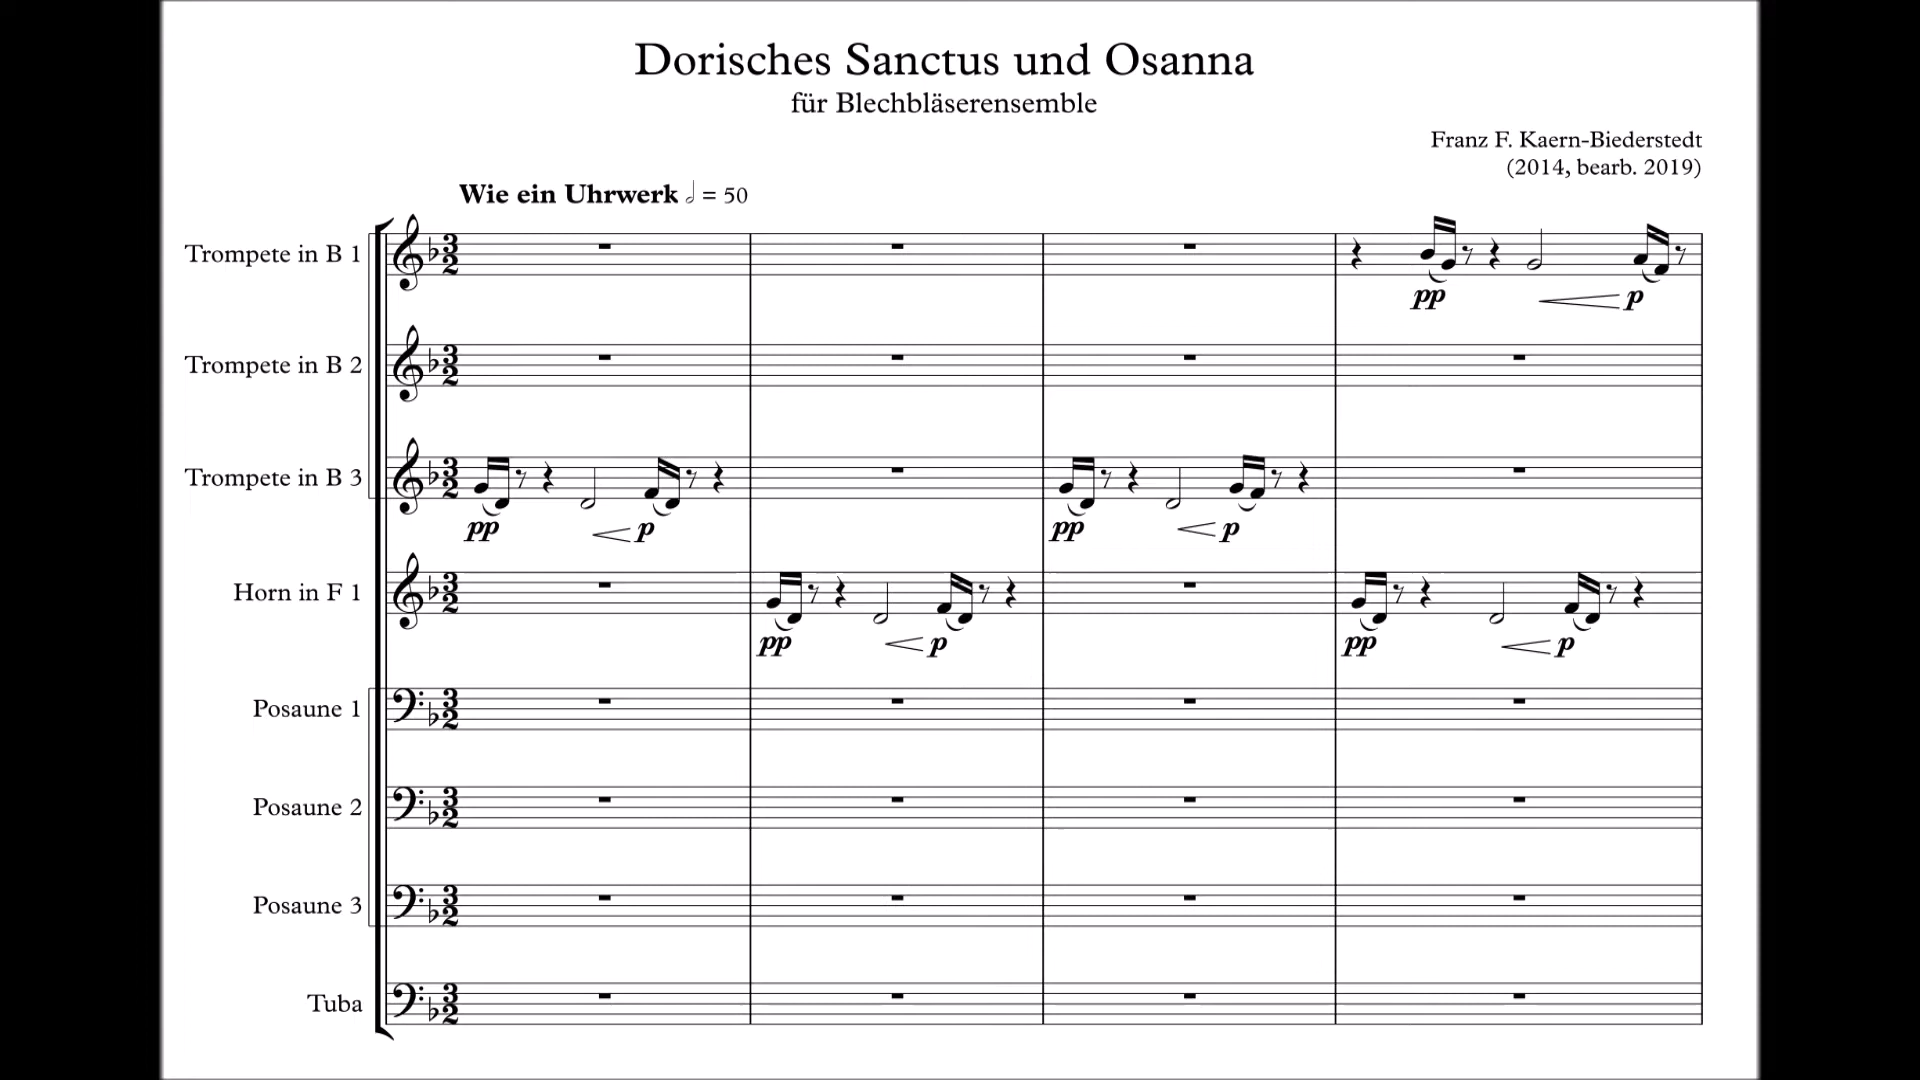 Dorisches Sanctus und Osanna
für Blechbläserensemble
Franz F. Kaern-Biederstedt
(2014, bearb. 2019)
Wie ein Uhrwerk 𝅗𝅥 = 50
Trompete in B 1
pp p
Trompete in B 2
Trompete in B 3
pp p pp p
Horn in F 1
pp p pp p
Posaune 1
Posaune 2
Posaune 3
Tuba